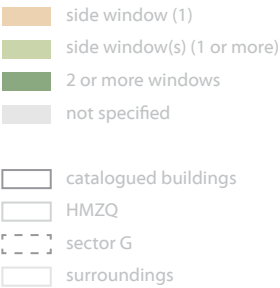 side window (1)
side window(s) (1 or more)
2 or more windows
not specified
catalogued buildings
HMZQ
sector G
surroundings